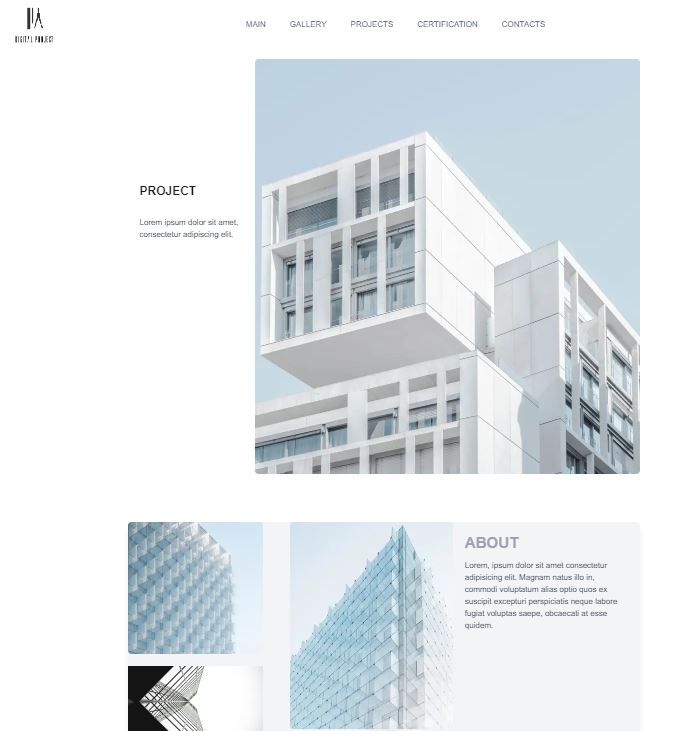 DIGITAL PROJECT
MAIN GALLERY PROJECTS CERTIFICATION CONTACTS
PROJECT
Lorem ipsum dolor sit amet,
consectetur adipiscing elit.
ABOUT
Lorem, ipsum dolor sit amet consectetur
adipisicing elit. Magnam natus illo in,
commodi voluptatum alias optio quos ex
suscipit excepturi perspiciatis neque labore
fugiat voluptas saepe, obcaecati at esse
quidem.